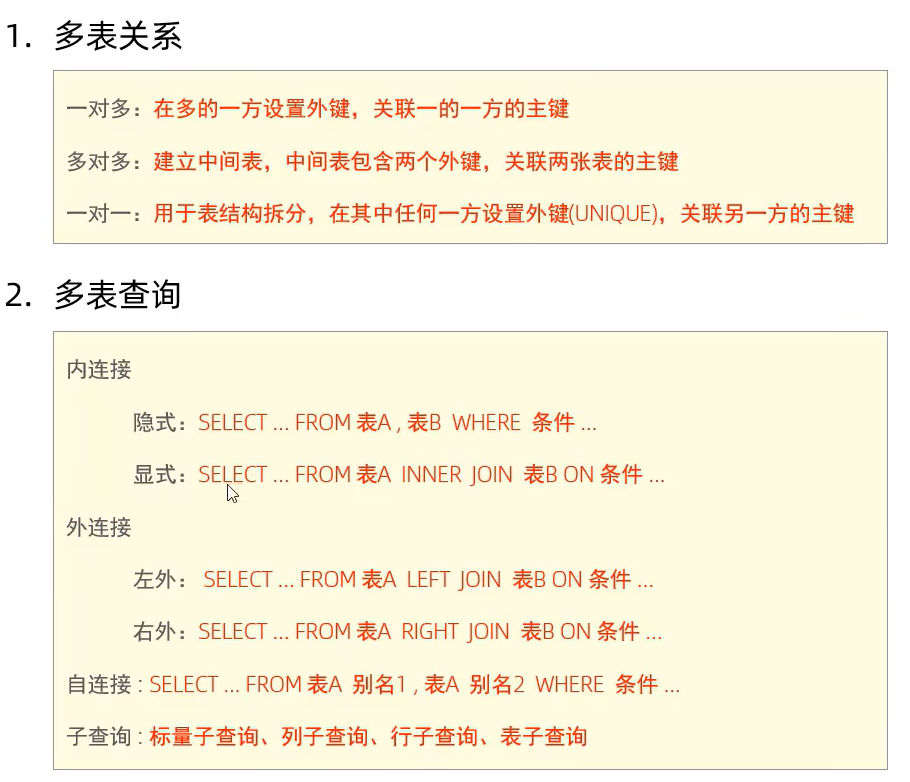 1. 多表关系
一对多：在多的一方设置外键，关联一的一方的主键
多对多：建立中间表，中间表包含两个外键，关联两张表的主键
一对一：用于表结构拆分，在其中任何一方设置外键(UNIQUE)，关联另一方的主键
2. 多表查询
内连接
隐式：SELECT ... FROM 表A , 表B WHERE 条件 ...
显式：SELECT ... FROM 表A INNER JOIN 表B ON 条件 ...
外连接
左外： SELECT ... FROM 表A LEFT JOIN 表B ON 条件 ...
右外：SELECT ... FROM 表A RIGHT JOIN 表B ON 条件 ...
自连接 : SELECT ... FROM 表A 别名1 , 表A 别名2 WHERE 条件 ...
子查询 : 标量子查询、列子查询、行子查询、表子查询